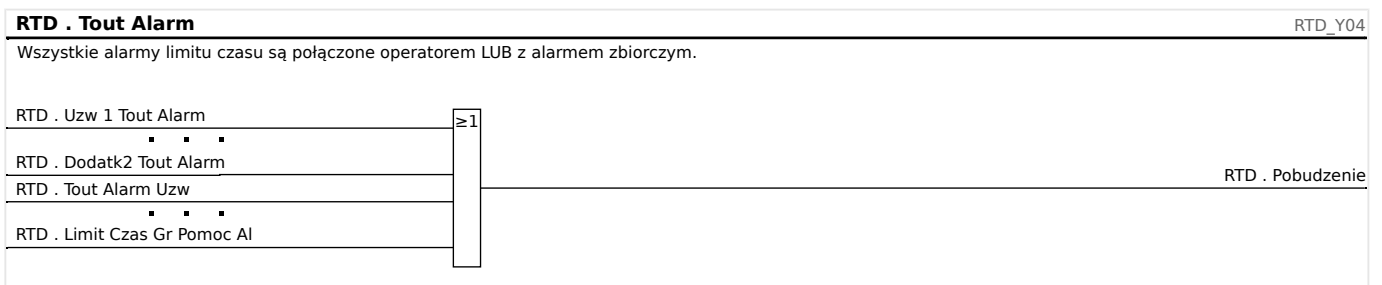 RTD . Tout Alarm
RTD_Y04
Wszystkie alarmy limitu czasu są połączone operatorem LUB z alarmem zbiorczym.
RTD . Uzw 1 Tout Alarm
≥1
RTD . Dodatk2 Tout Alarm
RTD . Pobudzenie
RTD . Tout Alarm Uzw
RTD . Limit Czas Gr Pomoc Al